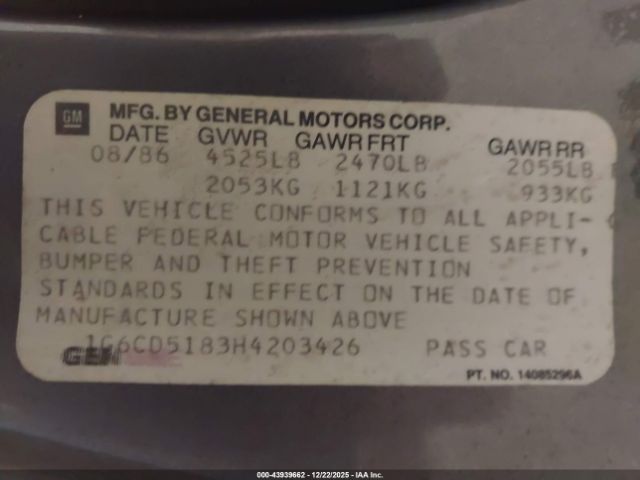 GM MFG. BY GENERAL MOTORS CORP.
DATE GVWR GAWR FRT GAWR RR
08/86 4525LB 2470LB 2055LB
2053KG 1121KG 933KG
THIS VEHICLE CONFORMS TO ALL APPLI-
CABLE FEDERAL MOTOR VEHICLE SAFETY,
BUMPER AND THEFT PREVENTION
STANDARDS IN EFFECT ON THE DATE OF
MANUFACTURE SHOWN ABOVE
1G6CD5183H4203426 PASS CAR
PT. NO. 14085296A
000-43939662 - 12/22/2025 - IAA Inc.